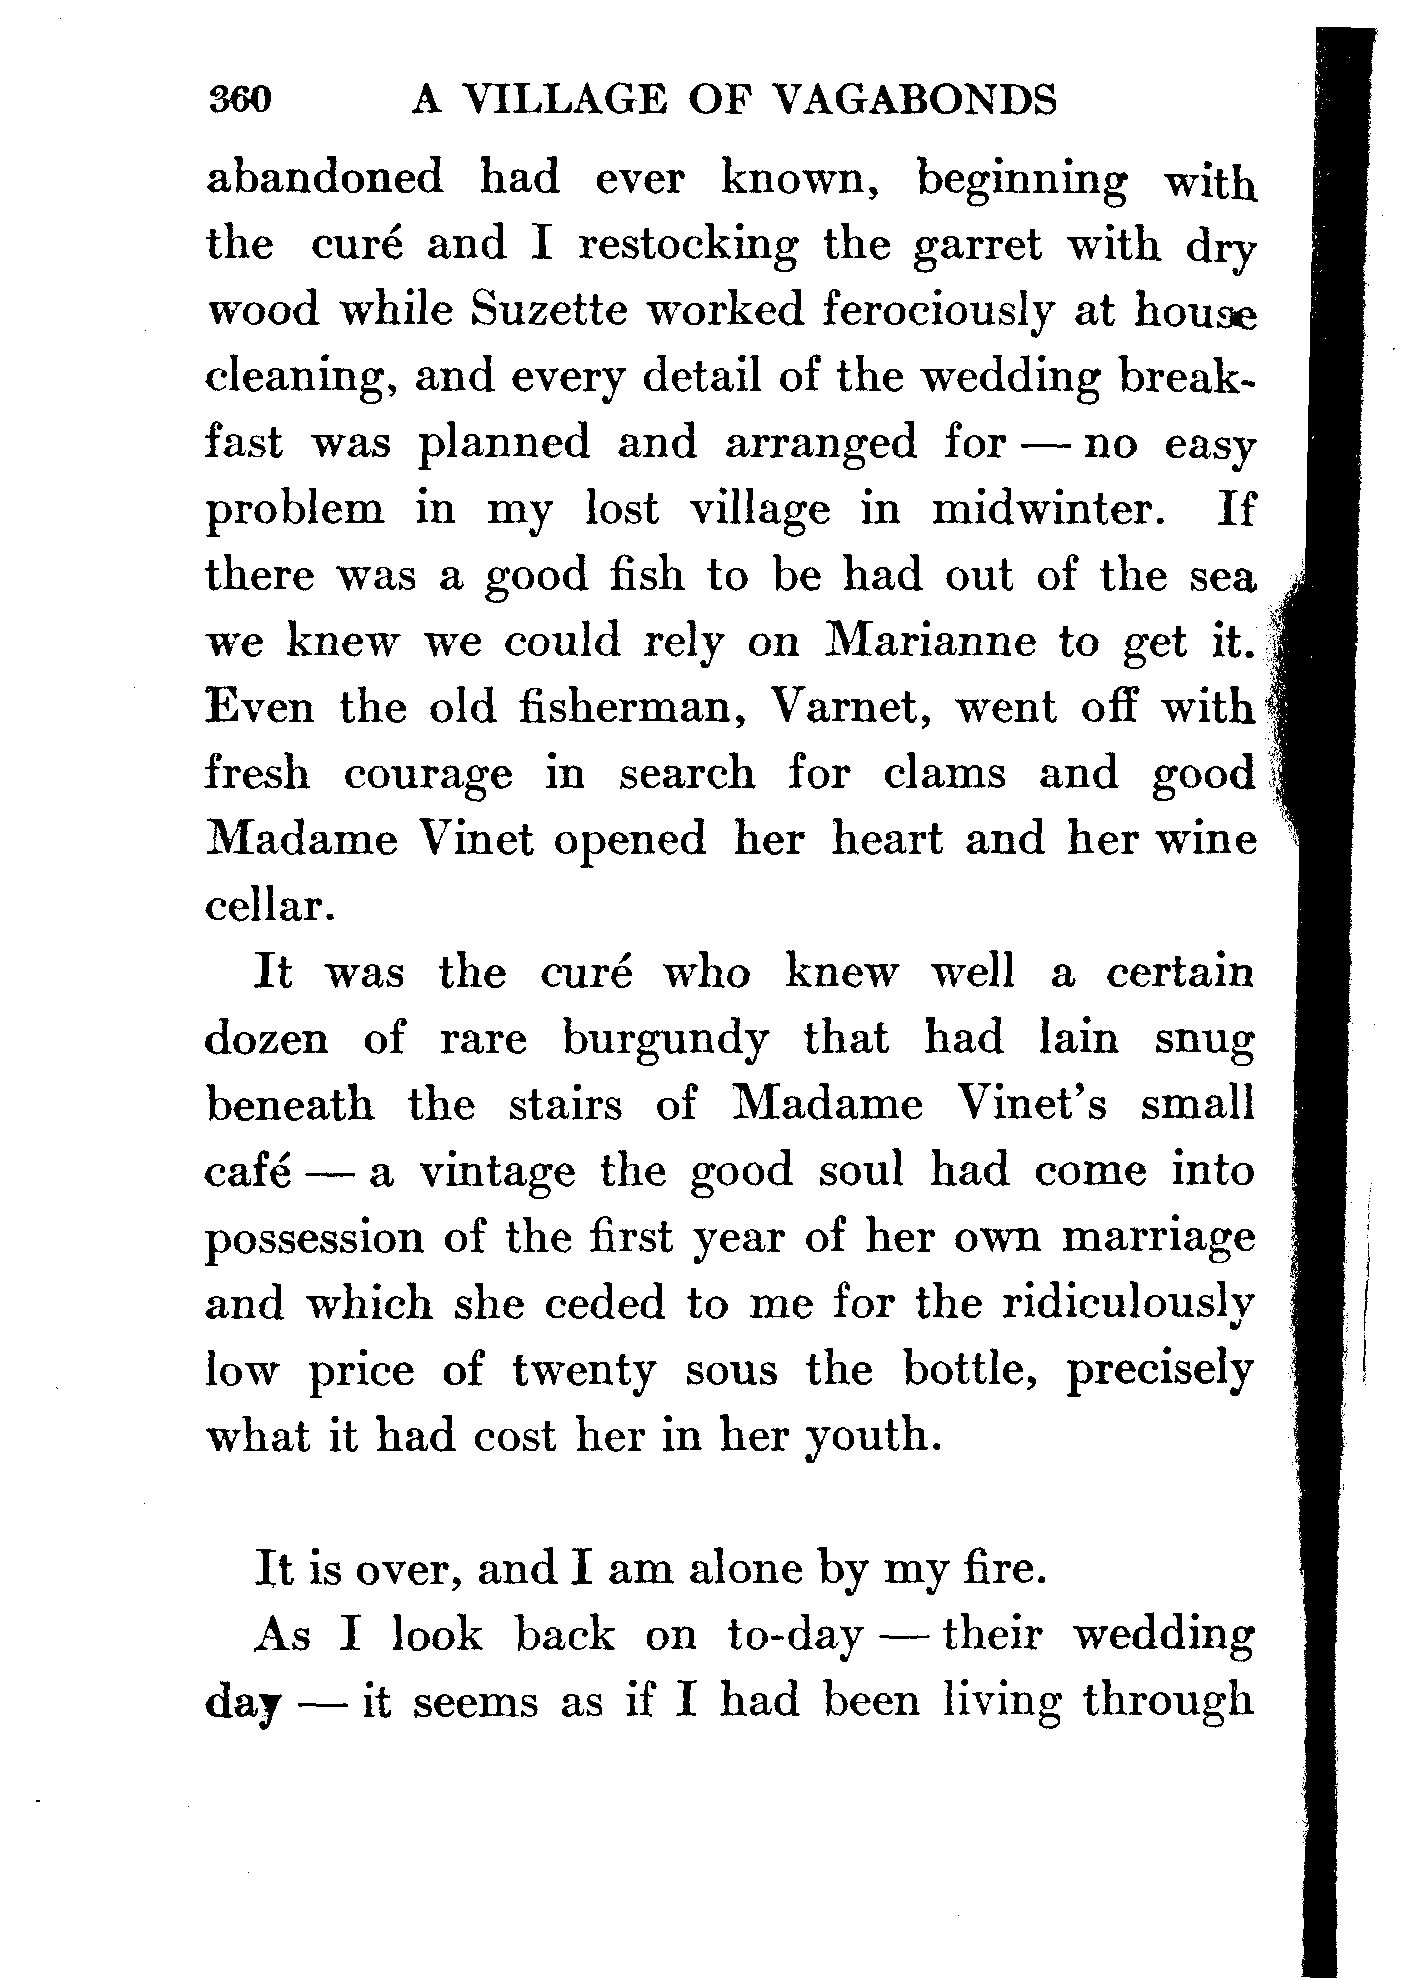 360 A VILLAGE OF VAGABONDS
abandoned had ever known, beginning with
the curé and I restocking the garret with dry
wood while Suzette worked ferociously at house
cleaning, and every detail of the wedding break-
fast was planned and arranged for — no easy
problem in my lost village in midwinter. If
there was a good fish to be had out of the sea
we knew we could rely on Marianne to get it.
Even the old fisherman, Varnet, went off with
fresh courage in search for clams and good
Madame Vinet opened her heart and her wine
cellar.
It was the curé who knew well a certain
dozen of rare burgundy that had lain snug
beneath the stairs of Madame Vinet's small
café — a vintage the good soul had come into
possession of the first year of her own marriage
and which she ceded to me for the ridiculously
low price of twenty sous the bottle, precisely
what it had cost her in her youth.
It is over, and I am alone by my fire.
As I look back on to-day — their wedding
day — it seems as if I had been living through